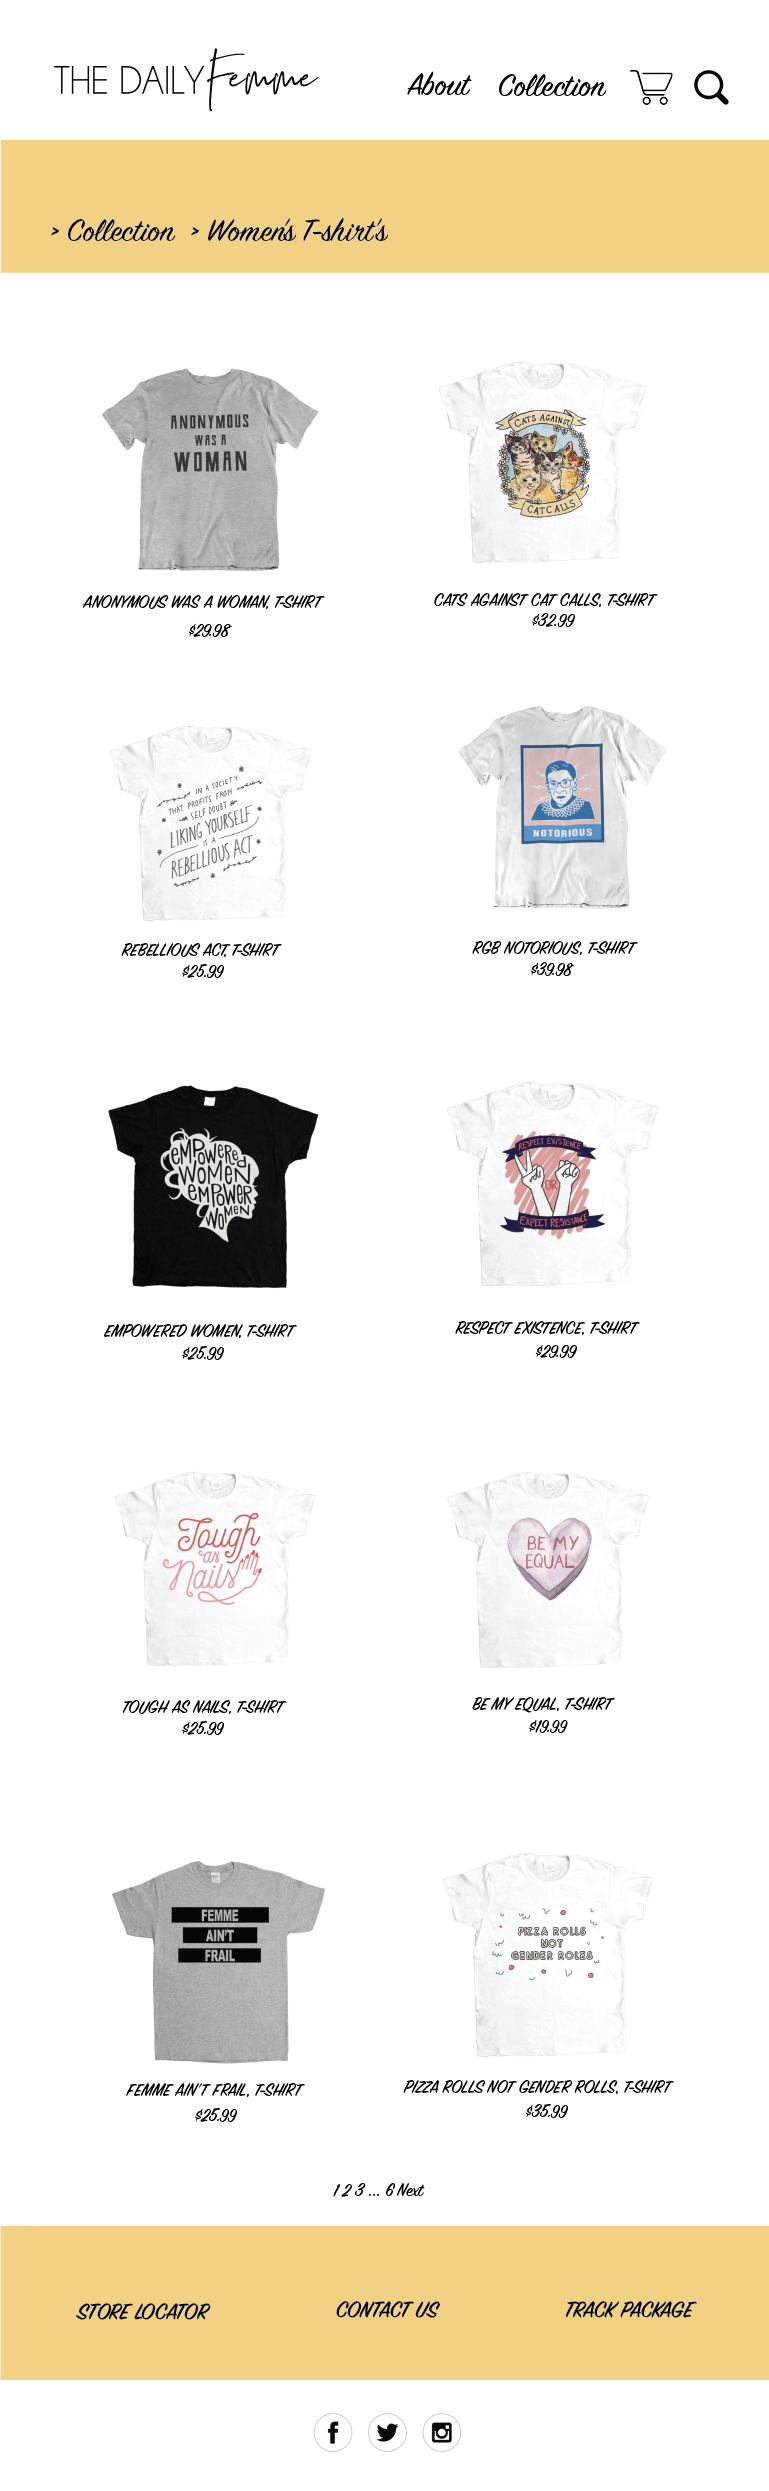 THE DAILY Femme
About Collection
> Collection > Women's T-shirt's
ANONYMOUS
WAS A
WOMAN
CATS AGAINST
CATCALLS
ANONYMOUS WAS A WOMAN, T-SHIRT
$29.98
CATS AGAINST CAT CALLS, T-SHIRT
$32.99
IN A SOCIETY
THAT PROFITS FROM
SELF DOUBT
LIKING YOURSELF
IS A
REBELLIOUS ACT
NOTORIOUS
REBELLIOUS ACT, T-SHIRT
$25.99
RGB NOTORIOUS, T-SHIRT
$39.98
EMPOWERED
WOMEN
EMPOWER
WOMEN
RESPECT EXISTENCE
OR
EXPECT RESISTANCE
EMPOWERED WOMEN, T-SHIRT
$25.99
RESPECT EXISTENCE, T-SHIRT
$29.99
Tough
as
Nails
BE MY
EQUAL
TOUGH AS NAILS, T-SHIRT
$25.99
BE MY EQUAL, T-SHIRT
$19.99
FEMME
AIN'T
FRAIL
PIZZA ROLLS
NOT
GENDER ROLES
FEMME AIN'T FRAIL, T-SHIRT
$25.99
PIZZA ROLLS NOT GENDER ROLLS, T-SHIRT
$35.99
1 2 3 ... 6 Next
STORE LOCATOR
CONTACT US
TRACK PACKAGE